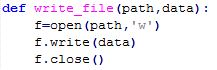 def write_file(path,data):
    f=open(path,'w')
    f.write(data)
    f.close()